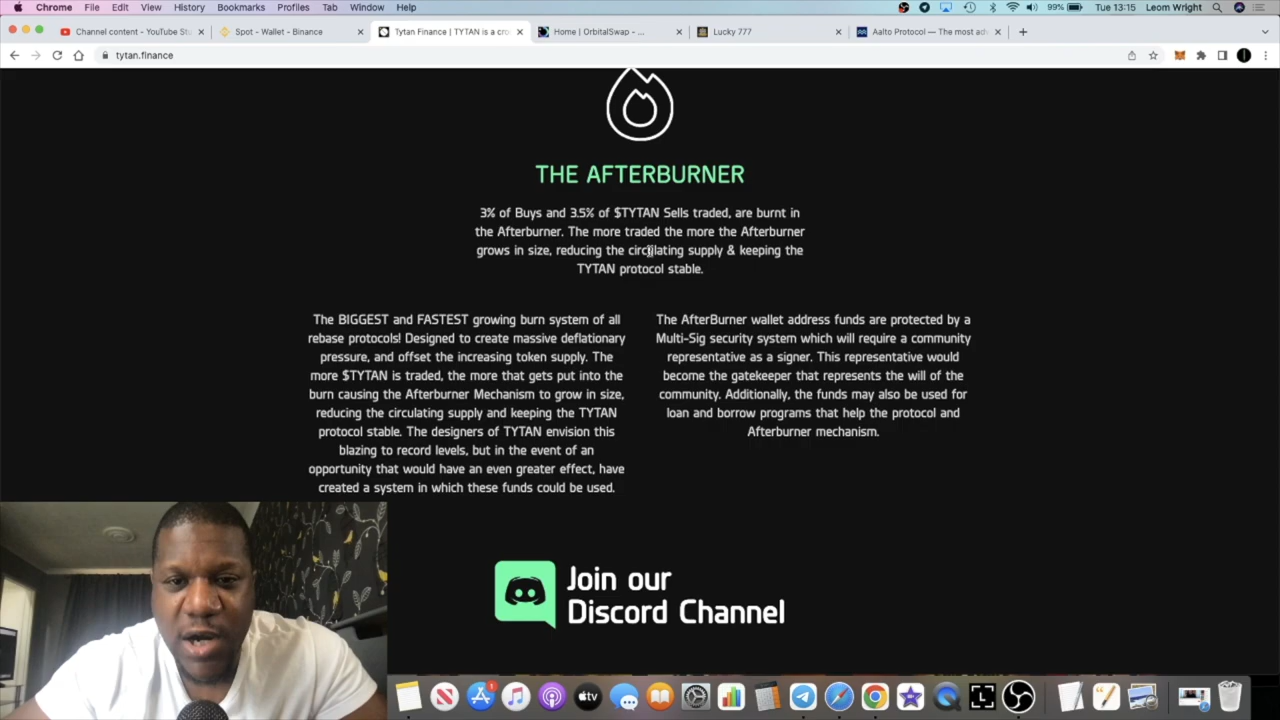 Chrome File Edit View History Bookmarks Profiles Tab Window Help 99% Tue 13:15 Leom Wright
Channel content - YouTube Stu Spot - Wallet - Binance Tytan Finance | TYTAN is a cro Home | OrbitalSwap - ... Lucky 777 Aalto Protocol — The most adv
tytan.finance
THE AFTERBURNER
3% of Buys and 3.5% of $TYTAN Sells traded, are burnt in
the Afterburner. The more traded the more the Afterburner
grows in size, reducing the circulating supply & keeping the
TYTAN protocol stable.
The BIGGEST and FASTEST growing burn system of all
rebase protocols! Designed to create massive deflationary
pressure, and offset the increasing token supply. The
more $TYTAN is traded, the more that gets put into the
burn causing the Afterburner Mechanism to grow in size,
reducing the circulating supply and keeping the TYTAN
protocol stable. The designers of TYTAN envision this
blazing to record levels, but in the event of an
opportunity that would have an even greater effect, have
created a system in which these funds could be used.
The AfterBurner wallet address funds are protected by a
Multi-Sig security system which will require a community
representative as a signer. This representative would
become the gatekeeper that represents the will of the
community. Additionally, the funds may also be used for
loan and borrow programs that help the protocol and
Afterburner mechanism.
Join our
Discord Channel
1
tv